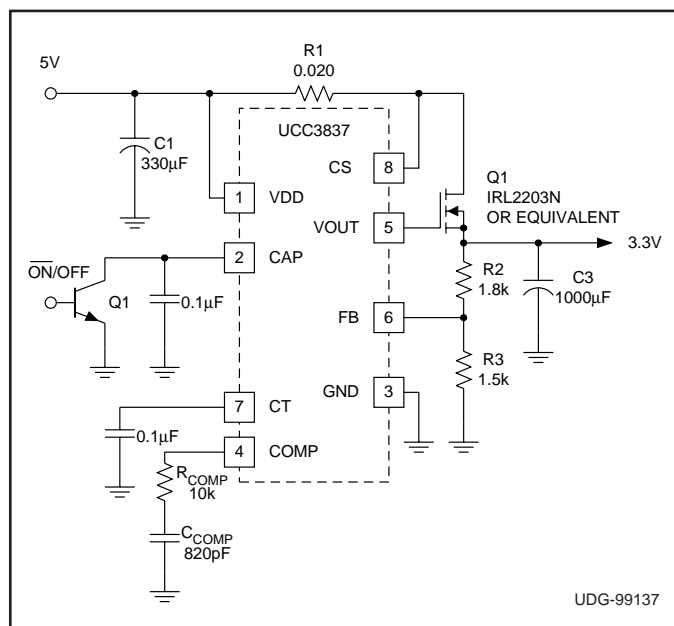 R1
0.020
5V
UCC3837
C1
330µF
CS
8
Q1
IRL2203N
OR EQUIVALENT
1
VDD
VOUT
5
3.3V
2
CAP
ON/OFF
R2
1.8k
C3
1000µF
Q1
0.1µF
FB
6
R3
1.5k
GND
3
7
CT
0.1µF
4
COMP
RCOMP
10k
CCOMP
820pF
UDG-99137